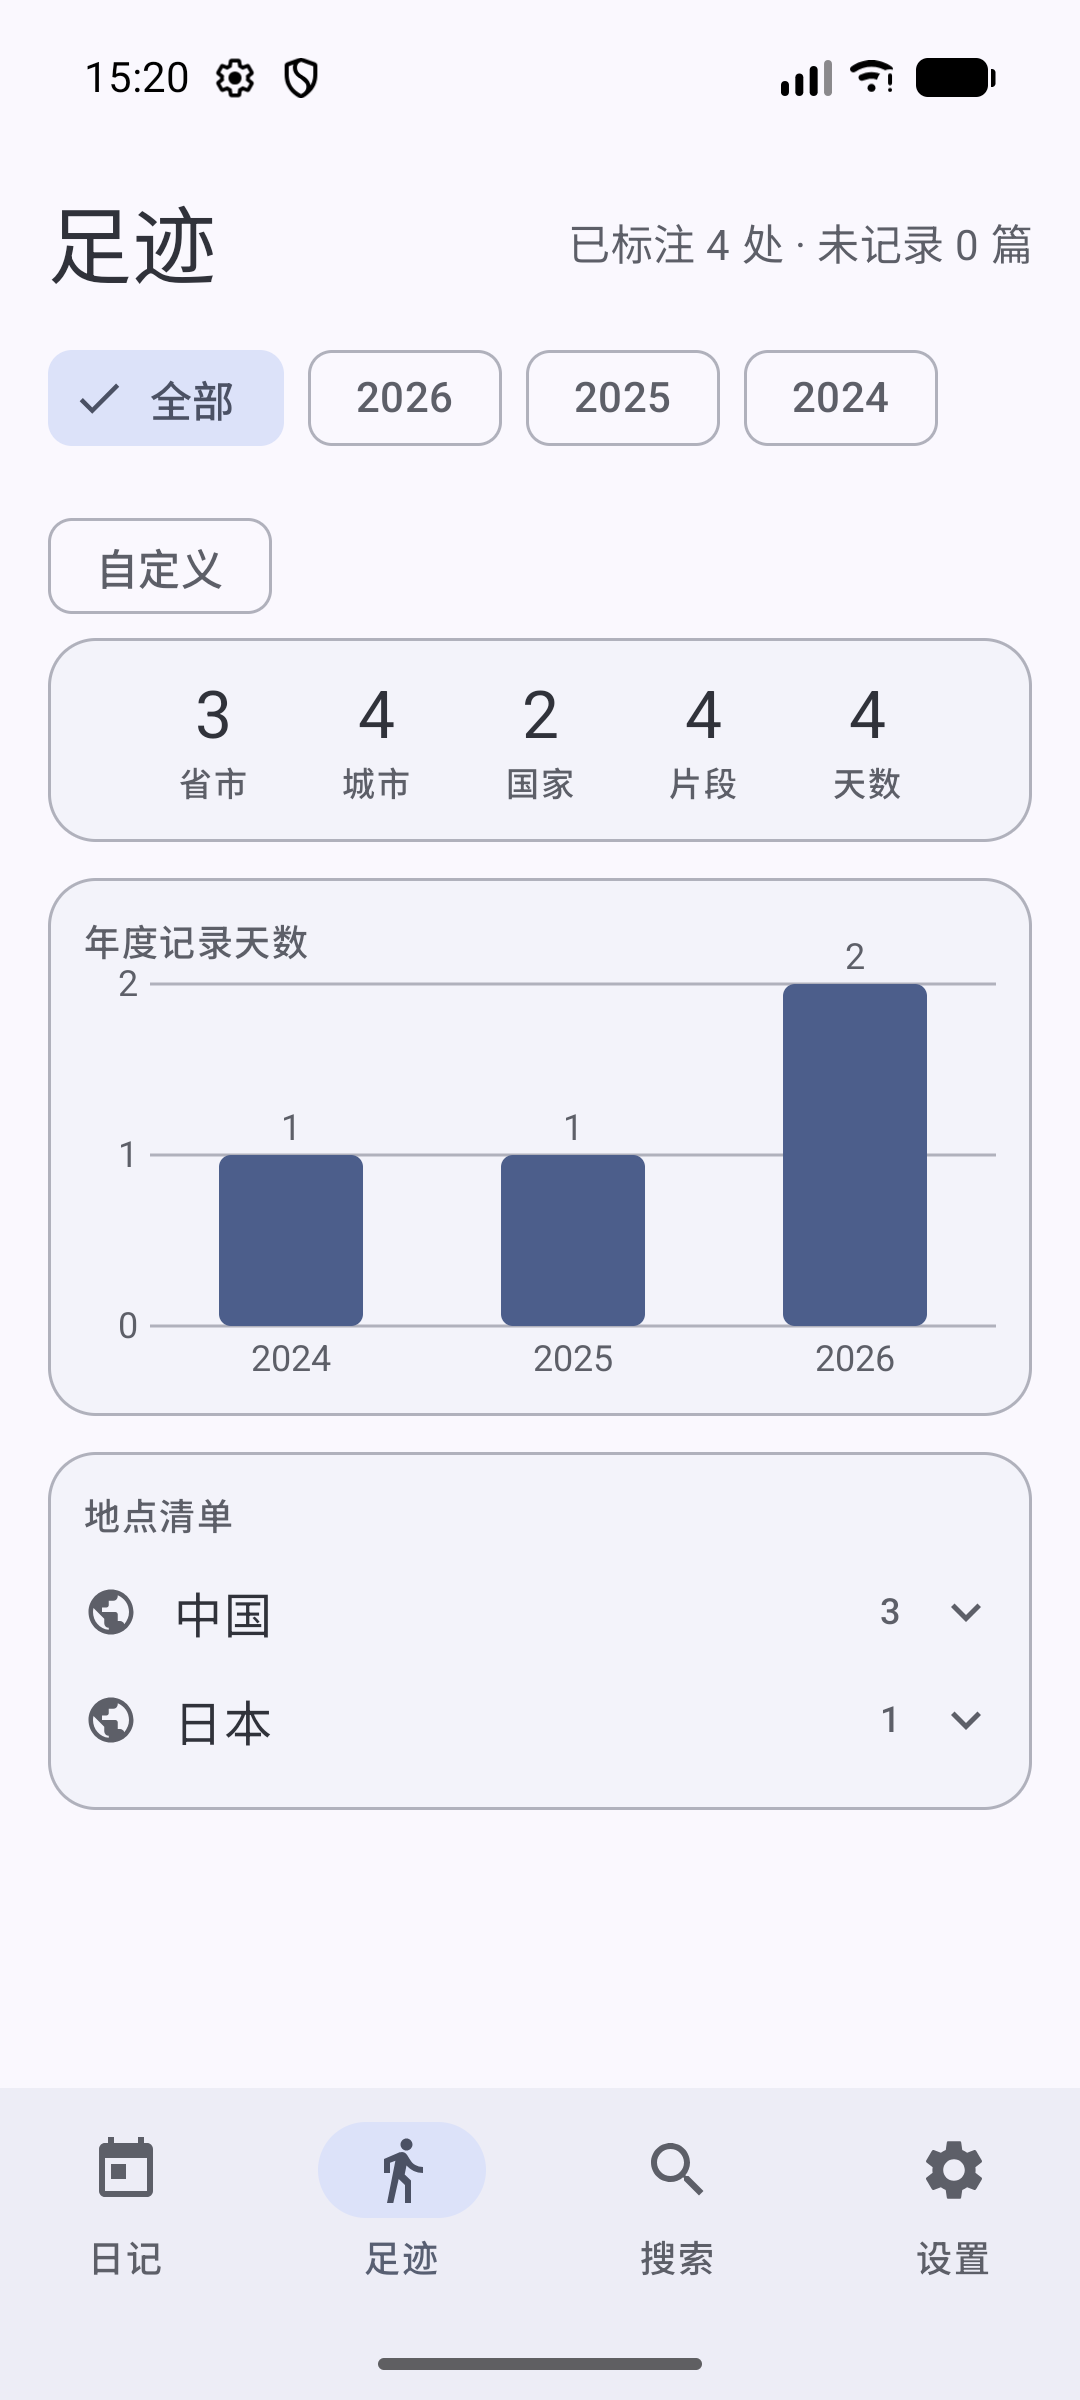 15:20
足迹
已标注 4 处 · 未记录 0 篇
全部 2026 2025 2024
自定义
3 4 2 4 4
省市 城市 国家 片段 天数
年度记录天数
2
2
1 1
1
0
2024 2025 2026
地点清单
中国 3
日本 1
日记 足迹 搜索 设置